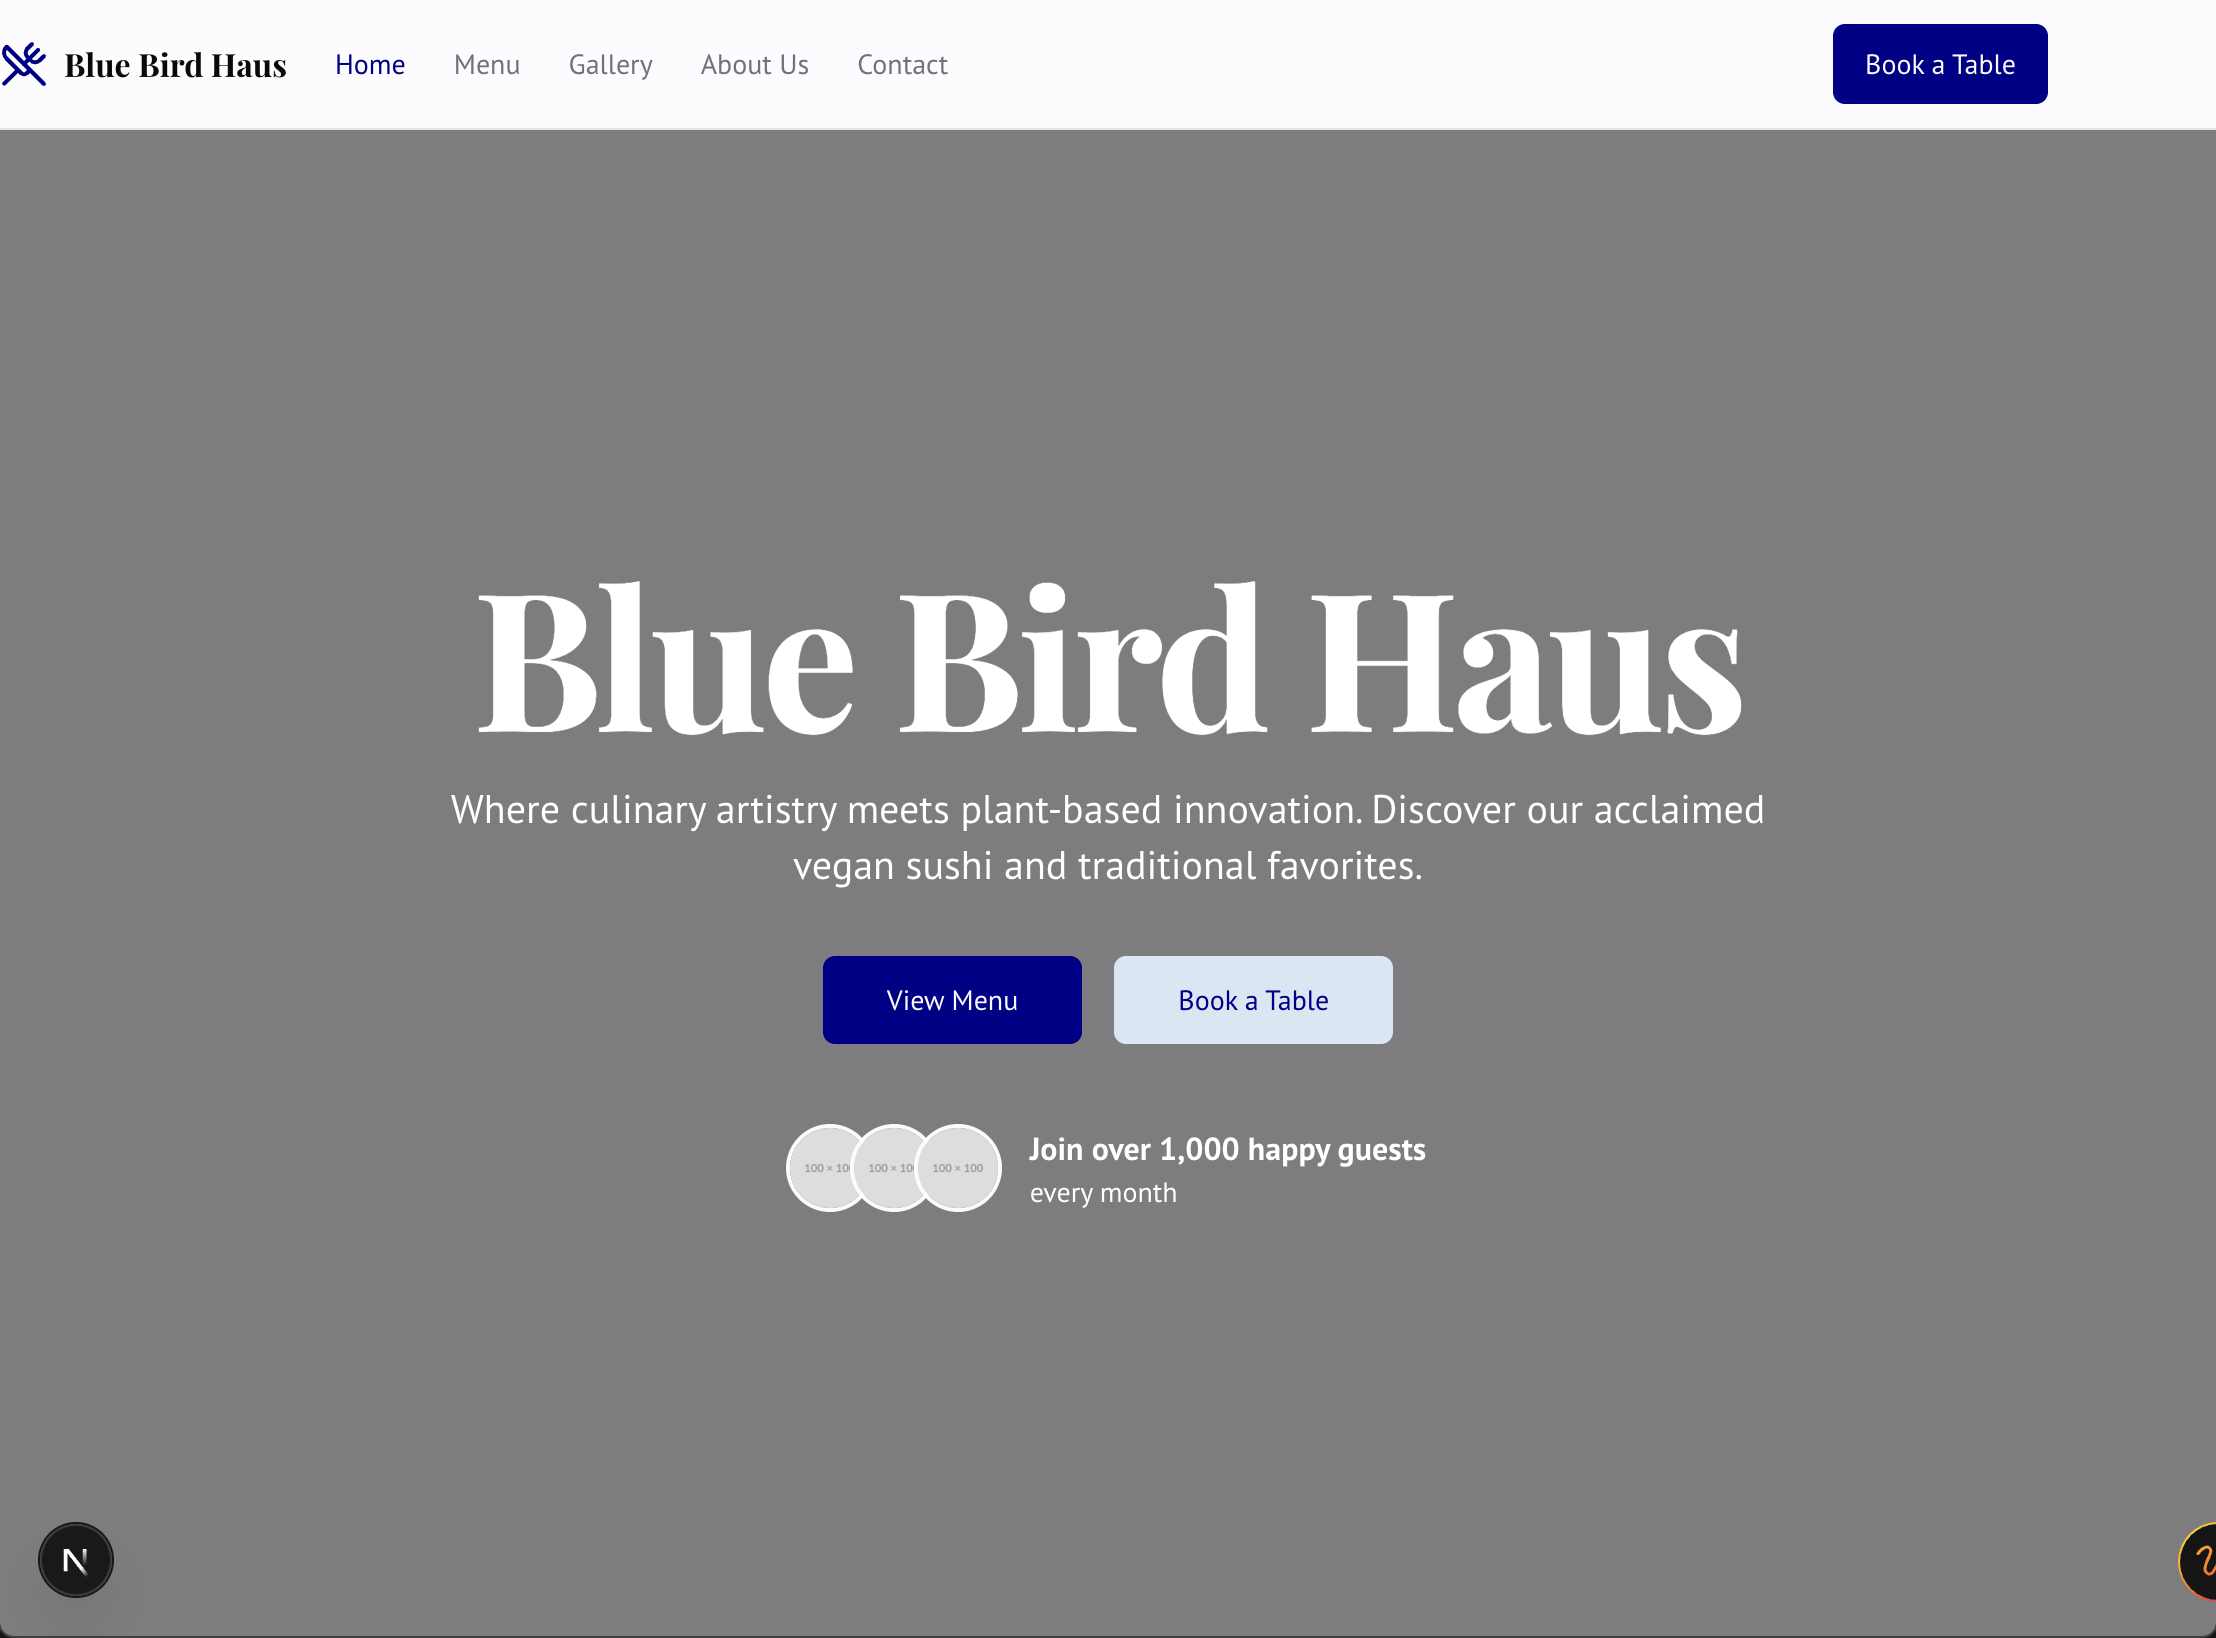 Blue Bird Haus
Home
Menu
Gallery
About Us
Contact
Book a Table
Blue Bird Haus
Where culinary artistry meets plant-based innovation. Discover our acclaimed
vegan sushi and traditional favorites.
View Menu
Book a Table
100 × 10
100 × 10
100 × 100
Join over 1,000 happy guests
every month
N